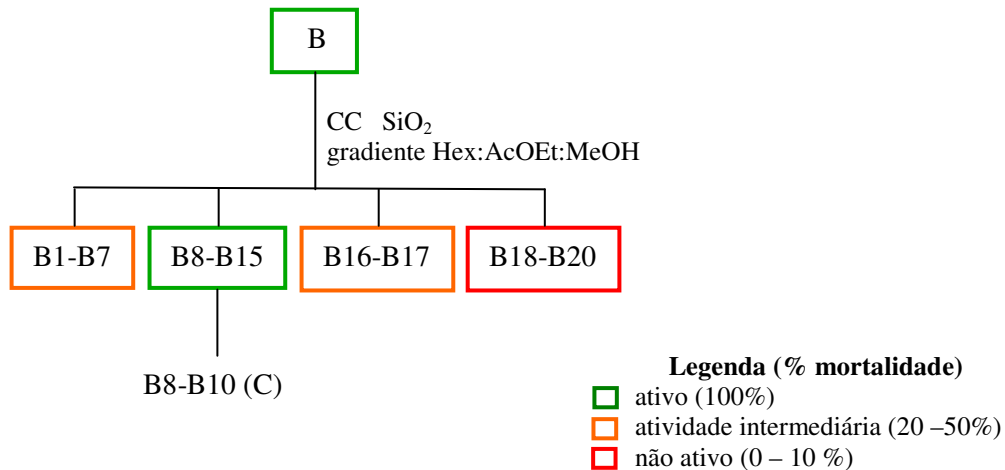 B
CC SiO₂
gradiente Hex:AcOEt:MeOH
B1-B7 B8-B15 B16-B17 B18-B20
B8-B10 (C)
Legenda (% mortalidade)
ativo (100%)
atividade intermediária (20 –50%)
não ativo (0 – 10 %)